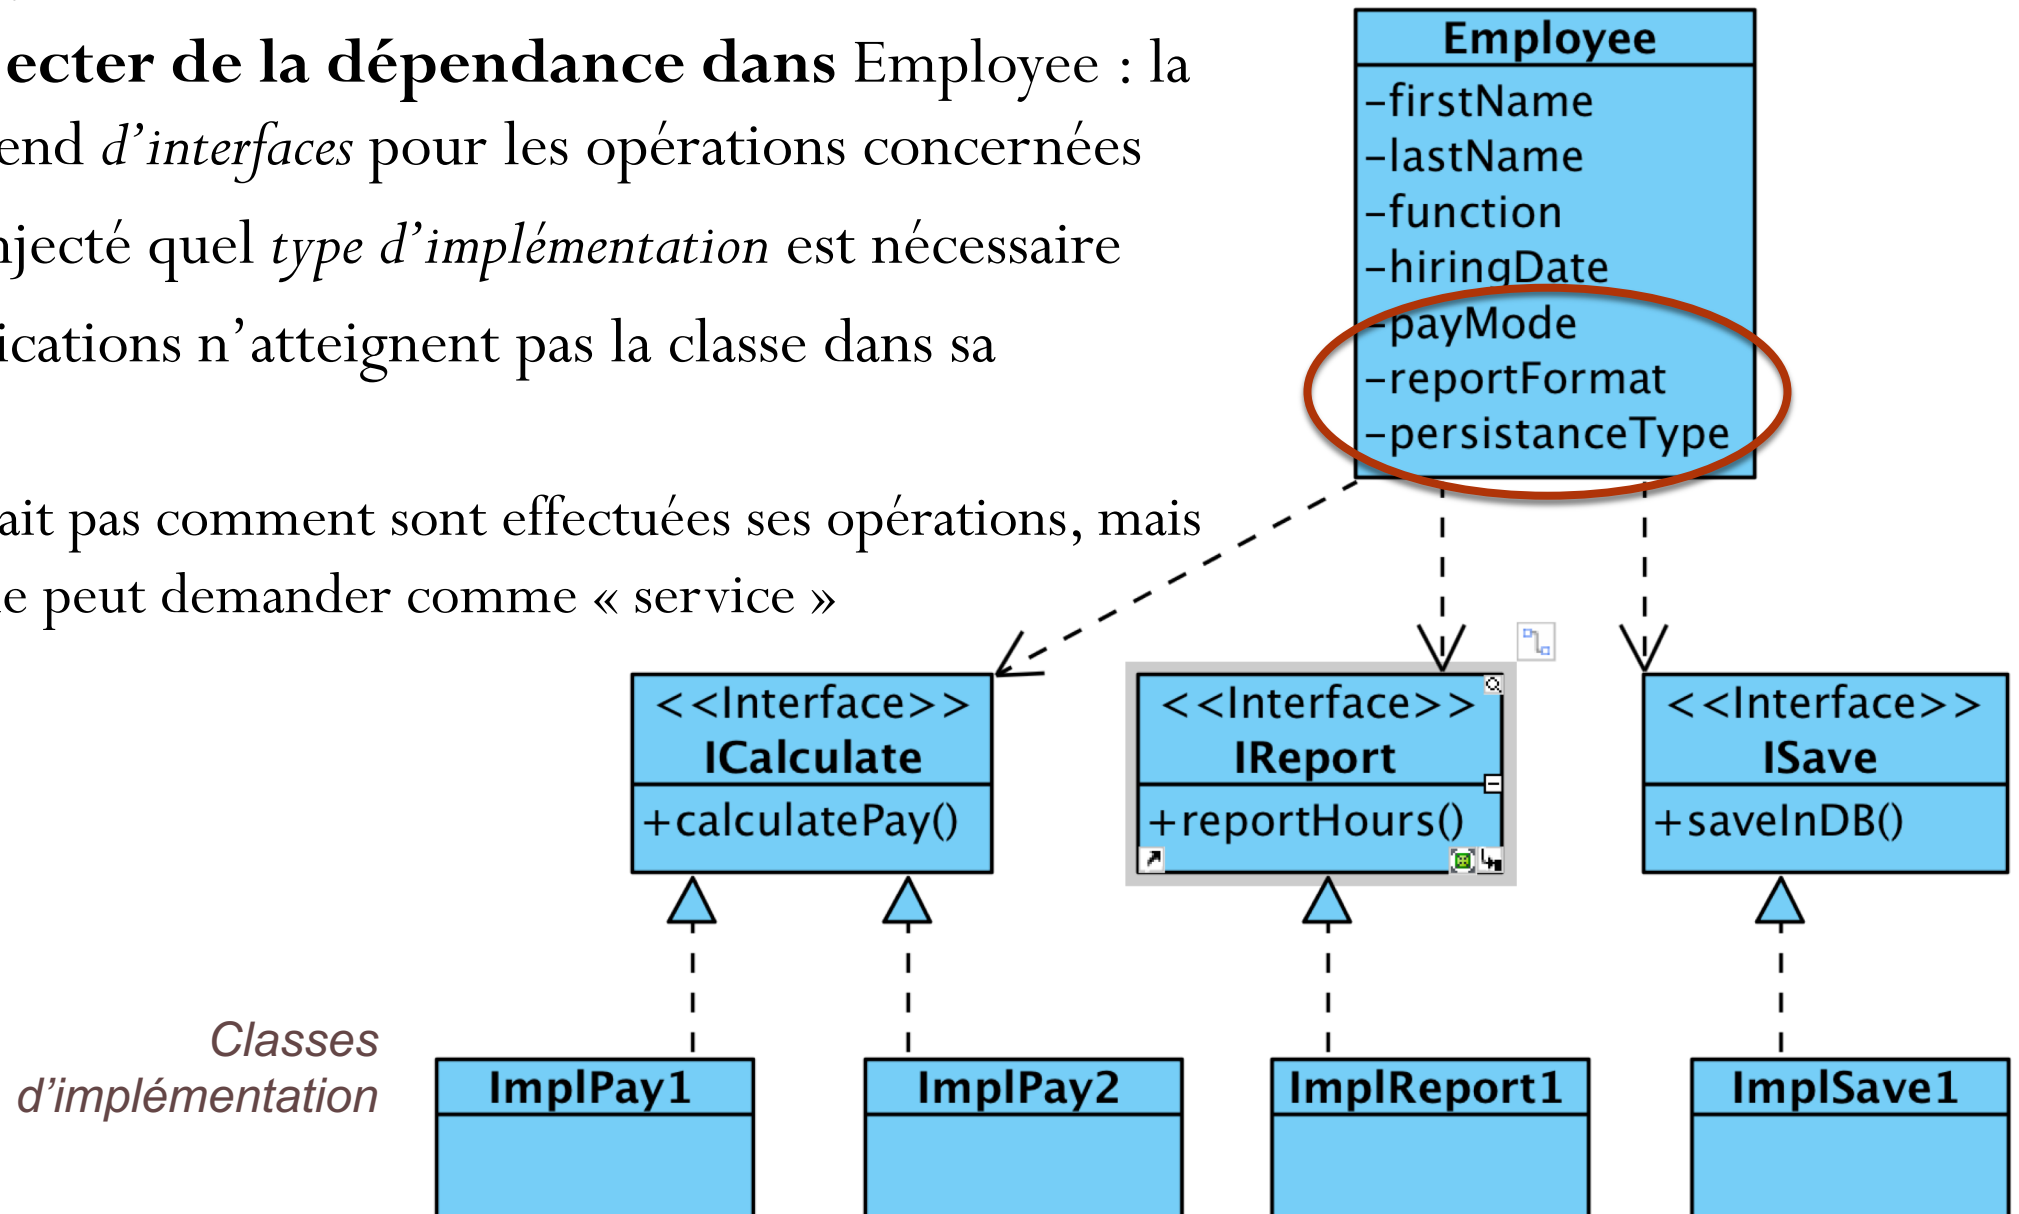 ecter de la dépendance dans Employee : la
end d’interfaces pour les opérations concernées
njecté quel type d’implémentation est nécessaire
ications n’atteignent pas la classe dans sa
ait pas comment sont effectuées ses opérations, mais
e peut demander comme « service »
Employee
-firstName
-lastName
-function
-hiringDate
-payMode
-reportFormat
-persistanceType
<<Interface>>
ICalculate
+calculatePay()
<<Interface>>
IReport
+reportHours()
<<Interface>>
ISave
+saveInDB()
Classes
d’implémentation
ImplPay1
ImplPay2
ImplReport1
ImplSave1